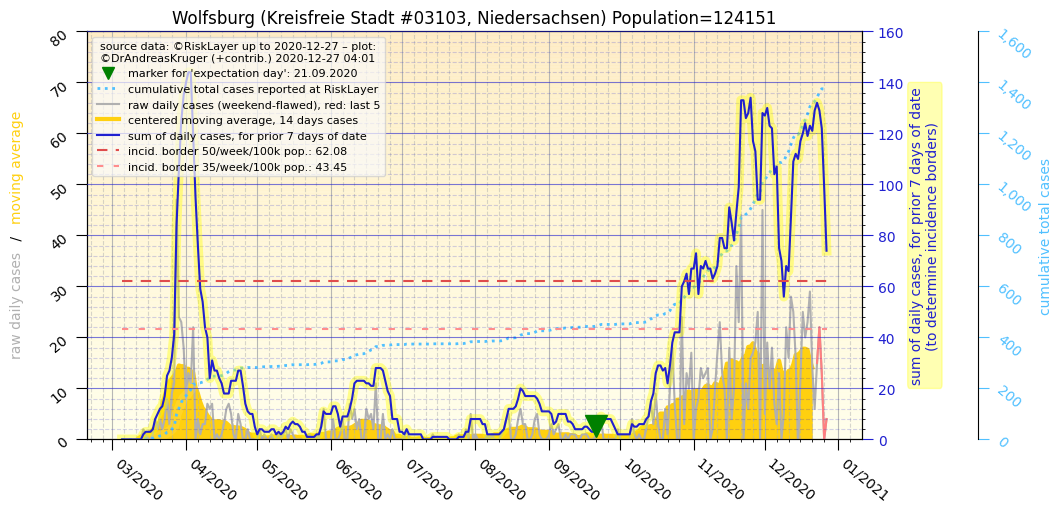 Wolfsburg (Kreisfreie Stadt #03103, Niedersachsen) Population=124151
source data: ©RiskLayer up to 2020-12-27 – plot:
©DrAndreasKruger (+contrib.) 2020-12-27 04:01
marker for 'expectation day': 21.09.2020
cumulative total cases reported at RiskLayer
raw daily cases (weekend-flawed), red: last 5
centered moving average, 14 days cases
sum of daily cases, for prior 7 days of date
incid. border 50/week/100k pop.: 62.08
incid. border 35/week/100k pop.: 43.45
raw daily cases / moving average
80
70
60
50
40
30
20
10
0
160
140
120
100
80
60
40
20
0
sum of daily cases, for prior 7 days of date
(to determine incidence borders)
1,600
1,400
1,200
1,000
800
600
400
200
0
cumulative total cases
03/2020
04/2020
05/2020
06/2020
07/2020
08/2020
09/2020
10/2020
11/2020
12/2020
01/2021